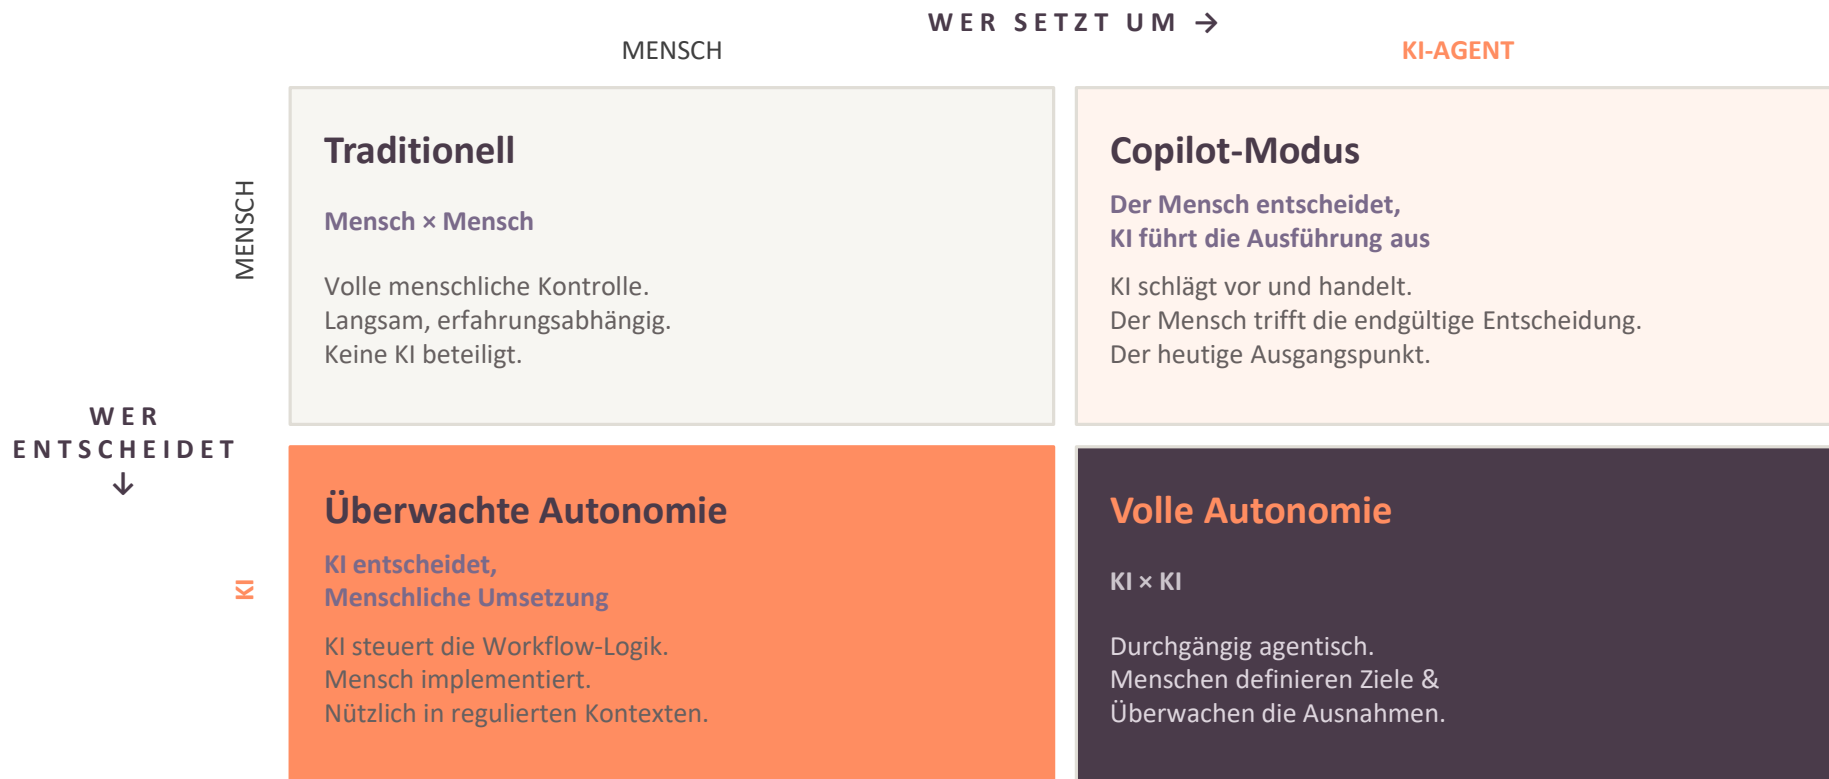 WER SETZT UM →
MENSCH
KI-AGENT
MENSCH
Traditionell
Mensch × Mensch
Volle menschliche Kontrolle.
Langsam, erfahrungsabhängig.
Keine KI beteiligt.
Copilot-Modus
Der Mensch entscheidet,
KI führt die Ausführung aus
KI schlägt vor und handelt.
Der Mensch trifft die endgültige Entscheidung.
Der heutige Ausgangspunkt.
WER
ENTSCHEIDET
↓
KI
Überwachte Autonomie
KI entscheidet,
Menschliche Umsetzung
KI steuert die Workflow-Logik.
Mensch implementiert.
Nützlich in regulierten Kontexten.
Volle Autonomie
KI × KI
Durchgängig agentisch.
Menschen definieren Ziele &
Überwachen die Ausnahmen.